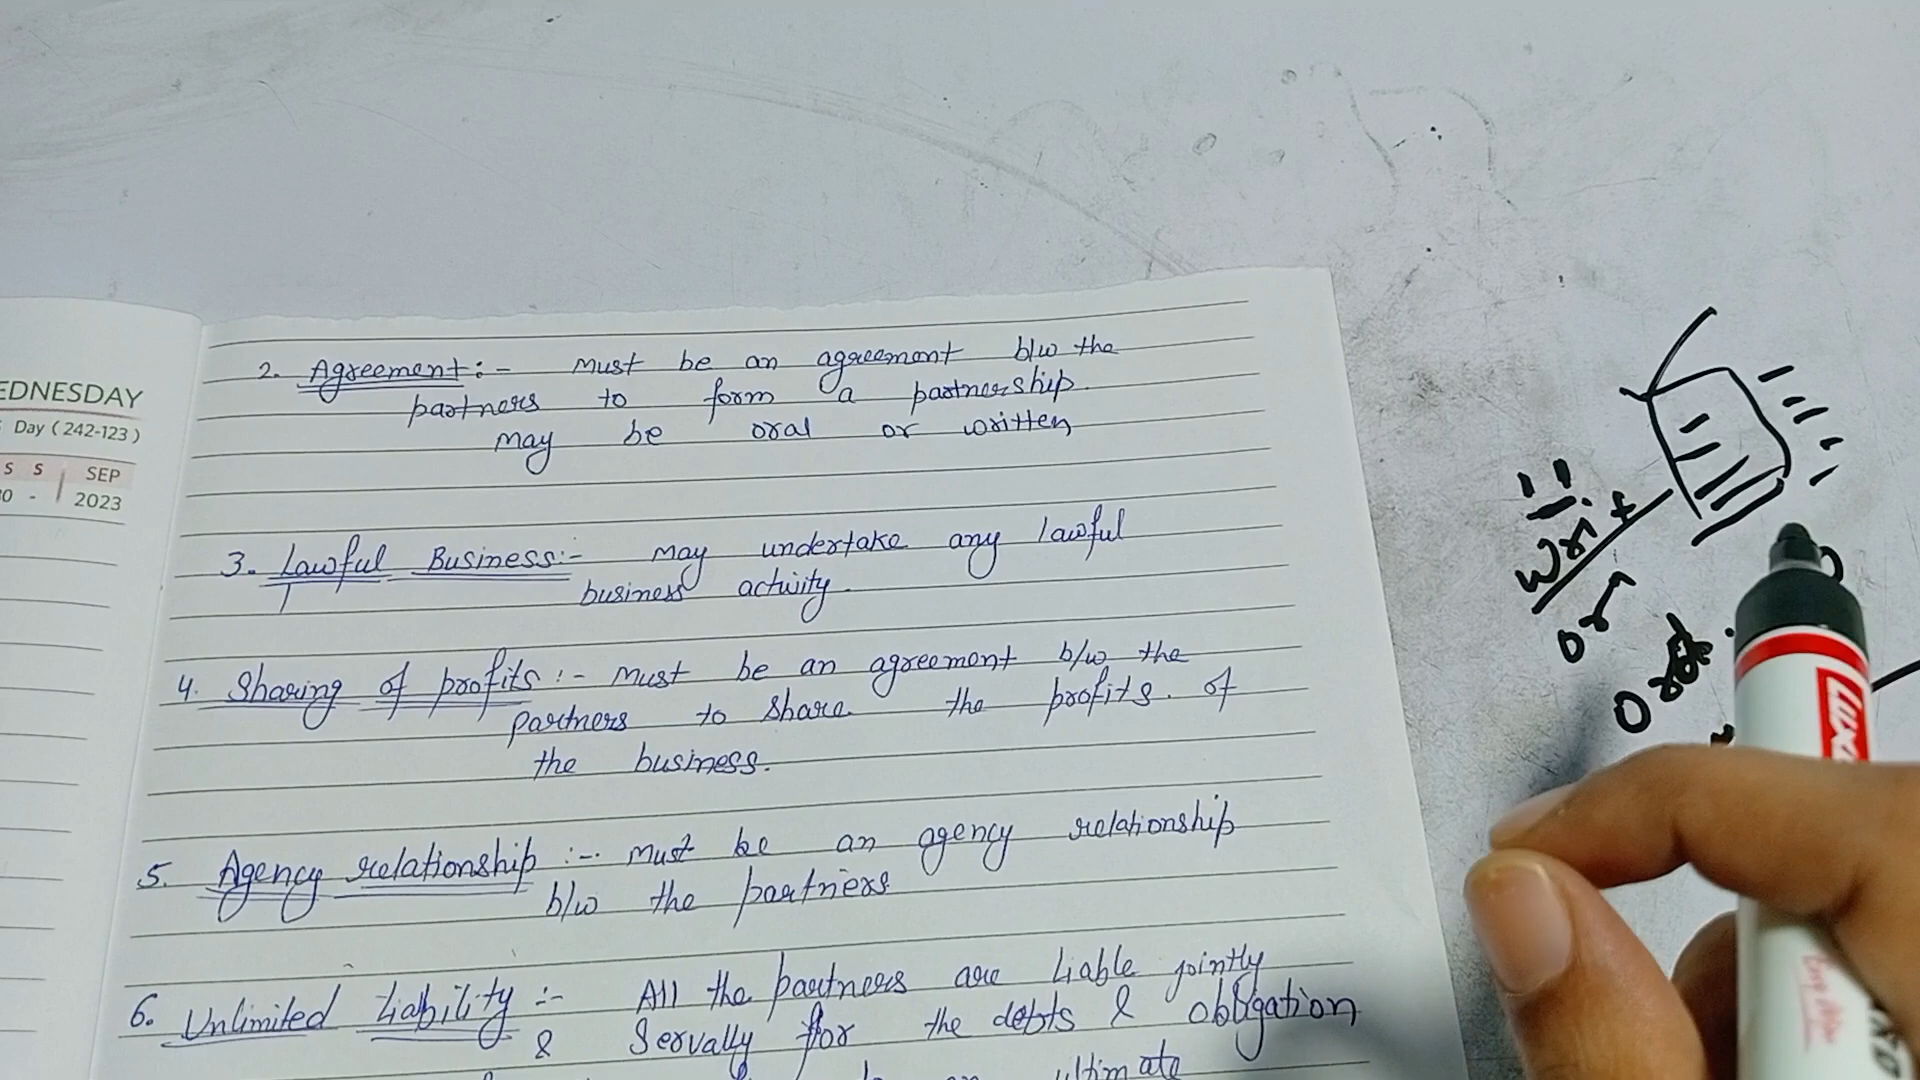 EDNESDAY
Day (242-123)
S S SEP
30 - 2023
2. Agreement :- Must be an agreement b/w the
partners to form a partnership.
may be oral or written
3. Lawful Business:- May undertake any lawful
business activity.
4. Sharing of profits :- Must be an agreement b/w the
partners to share the profits. of
the business.
5. Agency relationship :-. Must be an agency relationship
b/w the partners
6. Unlimited Liability :- All the partners are liable jointly
& Servally for the debts & obligation
ultimate
Writ
or